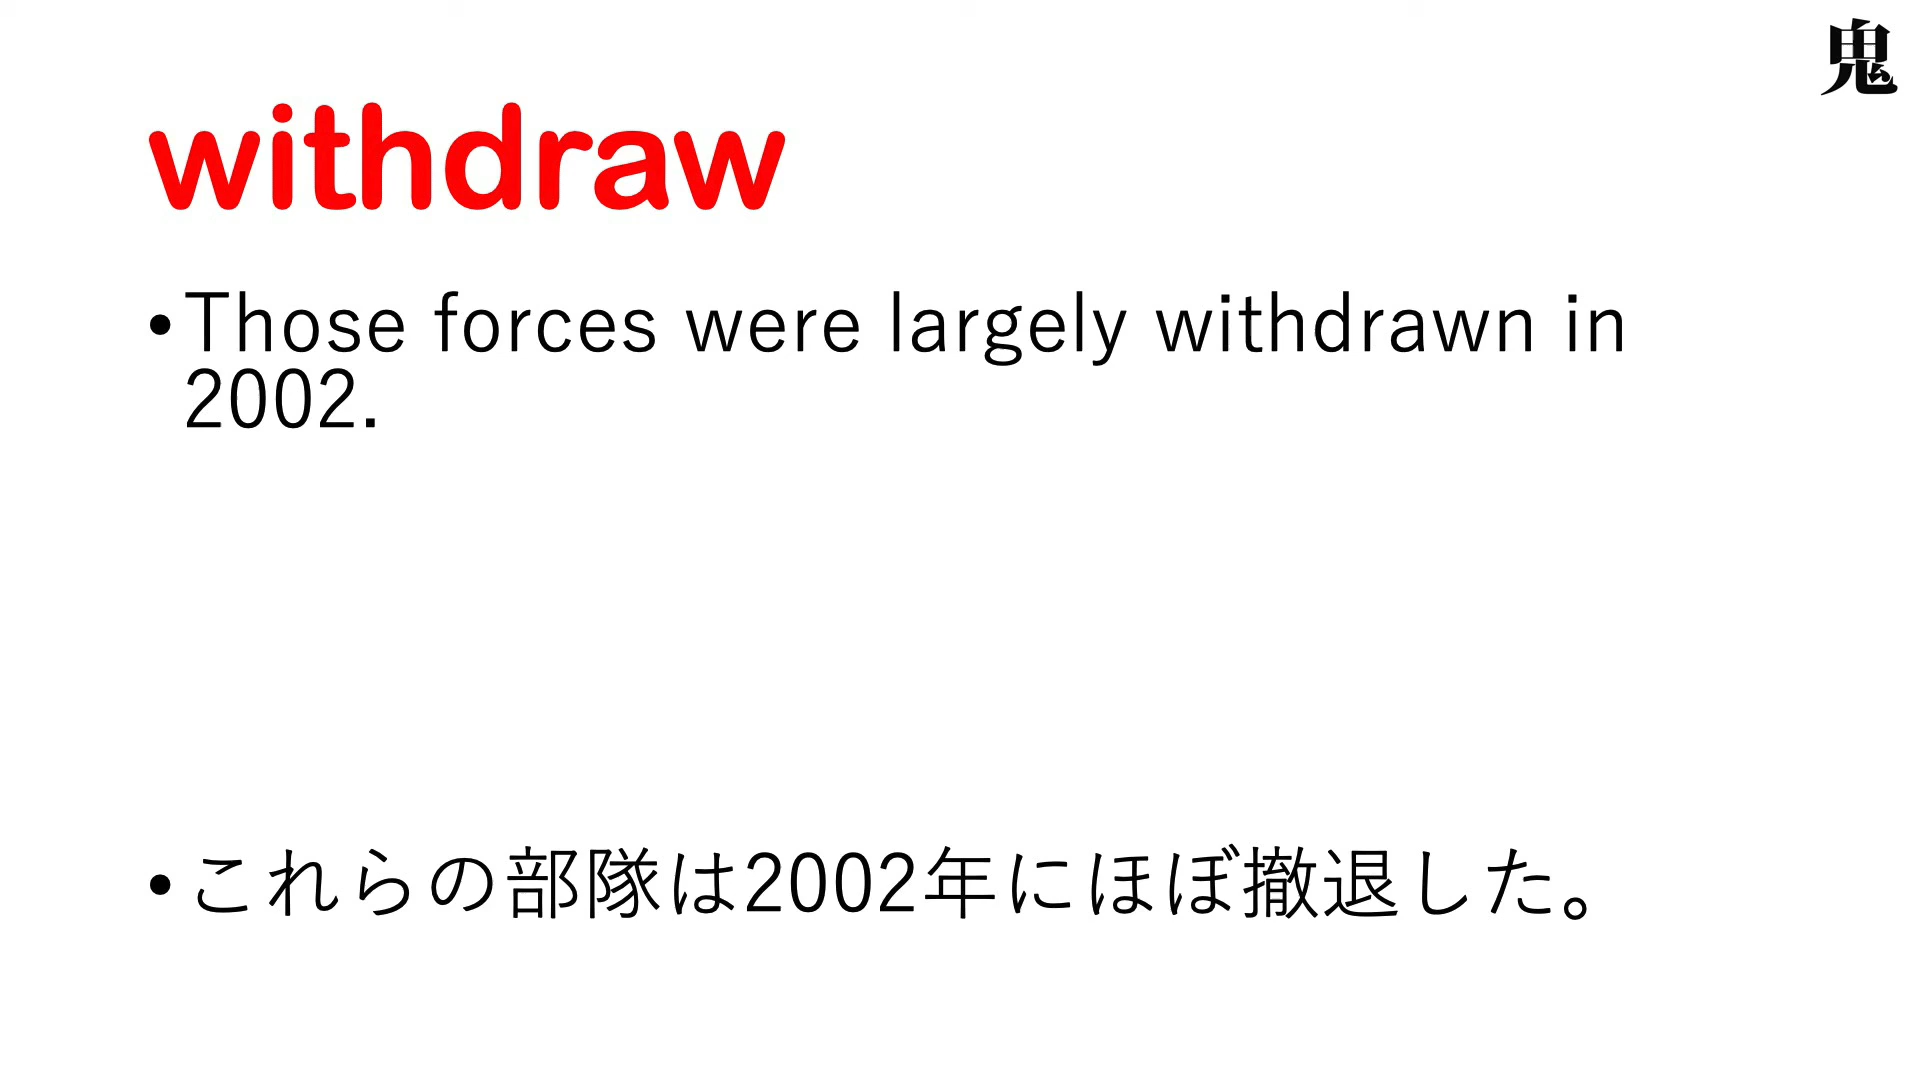 鬼
withdraw
•Those forces were largely withdrawn in
2002.
•これらの部隊は2002年にほぼ撤退した。